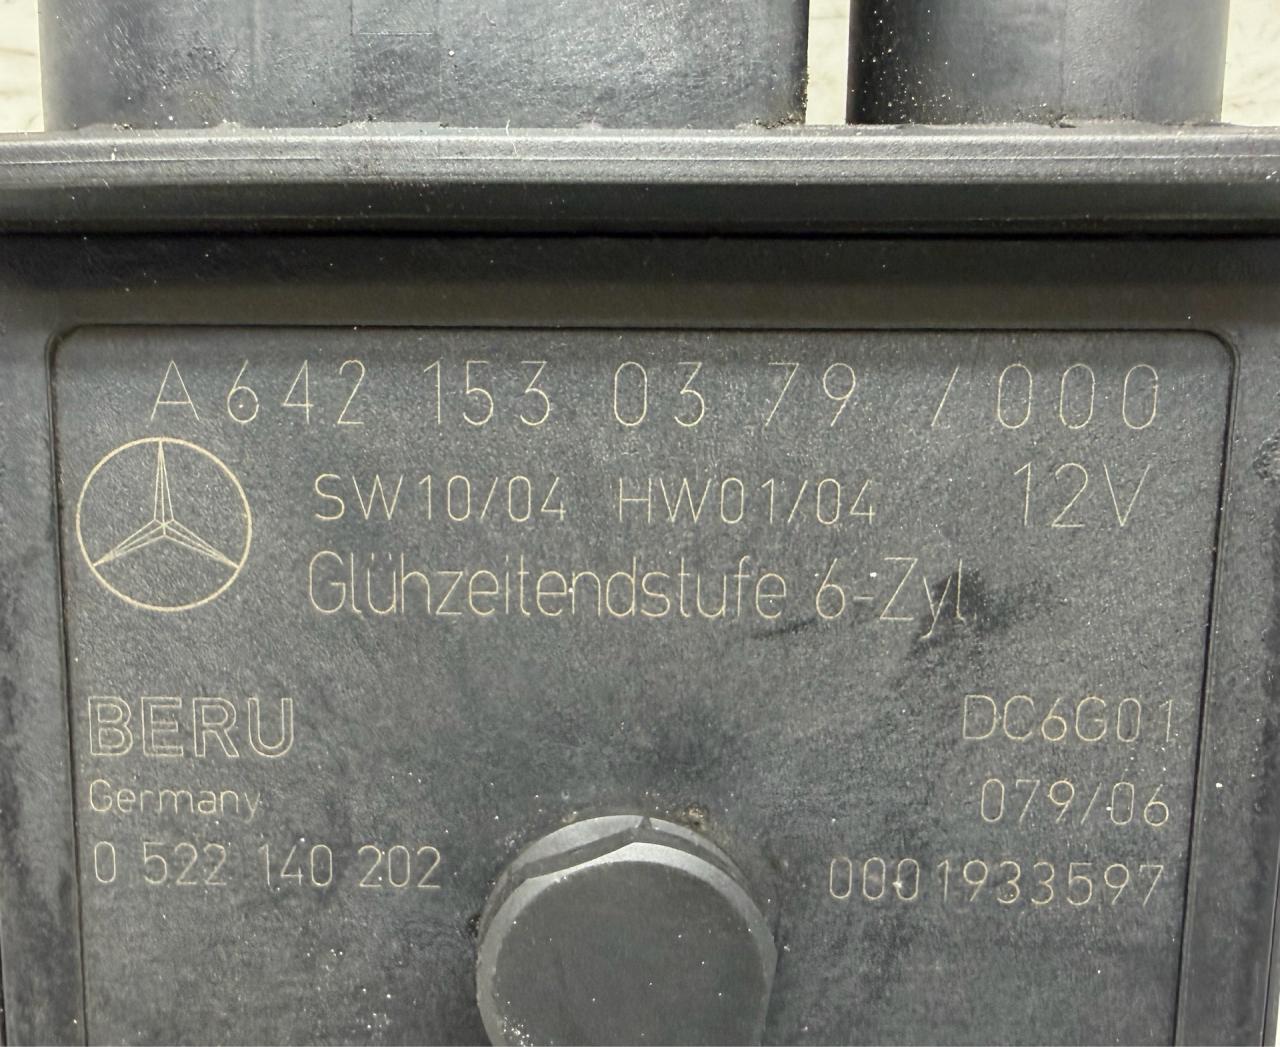 A 642 153 03 79 /000
SW10/04 HW01/04 12V
Glühzeitendstufe 6-Zyl
BERU DC6G01
Germany 079/06
0 522 140 202 0001933597